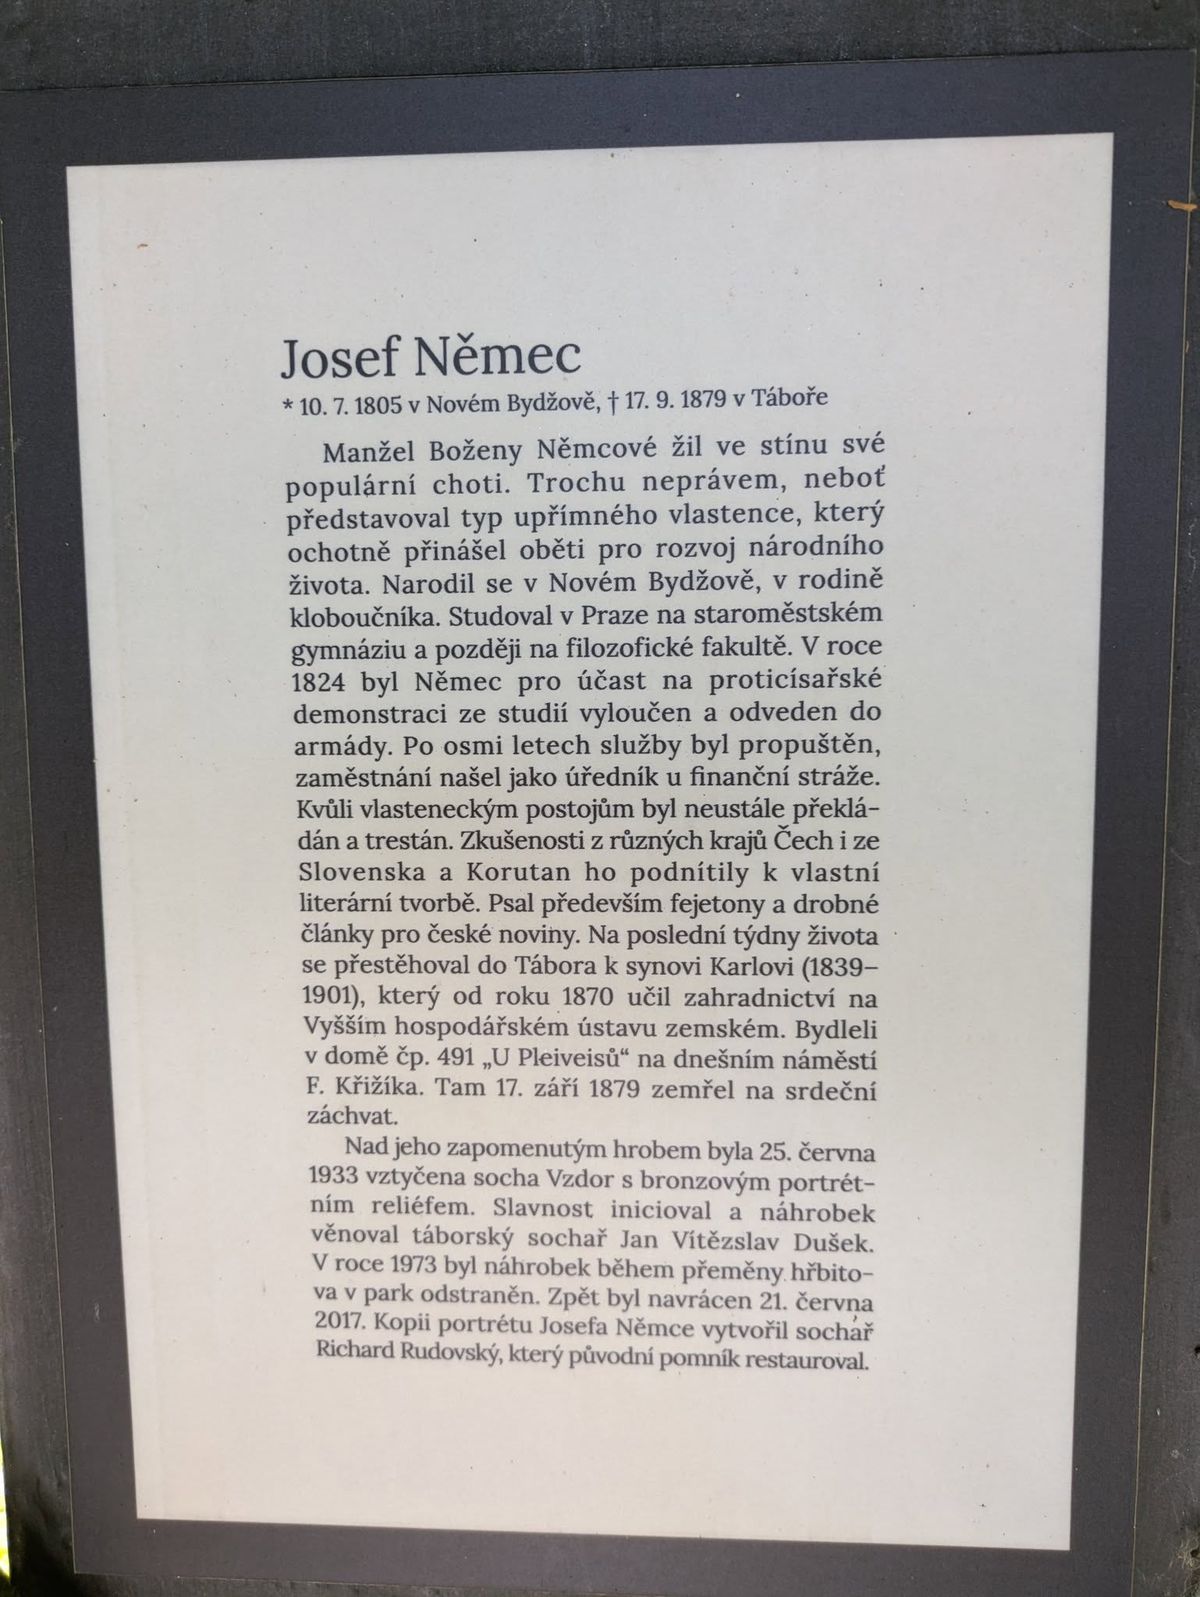 Josef Němec
* 10. 7. 1805 v Novém Bydžově, † 17. 9. 1879 v Táboře
Manžel Boženy Němcové žil ve stínu své
populární choti. Trochu neprávem, neboť
představoval typ upřímného vlastence, který
ochotně přinášel oběti pro rozvoj národního
života. Narodil se v Novém Bydžově, v rodině
kloboučníka. Studoval v Praze na staroměstském
gymnáziu a později na filozofické fakultě. V roce
1824 byl Němec pro účast na proticísařské
demonstraci ze studií vyloučen a odveden do
armády. Po osmi letech služby byl propuštěn,
zaměstnání našel jako úředník u finanční stráže.
Kvůli vlasteneckým postojům byl neustále překlá-
dán a trestán. Zkušenosti z různých krajů Čech i ze
Slovenska a Korutan ho podnítily k vlastní
literární tvorbě. Psal především fejetony a drobné
články pro české noviny. Na poslední týdny života
se přestěhoval do Tábora k synovi Karlovi (1839–
1901), který od roku 1870 učil zahradnictví na
Vyšším hospodářském ústavu zemském. Bydleli
v domě čp. 491 „U Pleiveisů“ na dnešním náměstí
F. Křižíka. Tam 17. září 1879 zemřel na srdeční
záchvat.
Nad jeho zapomenutým hrobem byla 25. června
1933 vztyčena socha Vzdor s bronzovým portrét-
ním reliéfem. Slavnost inicioval a náhrobek
věnoval táborský sochař Jan Vítězslav Dušek.
V roce 1973 byl náhrobek během přeměny hřbito-
va v park odstraněn. Zpět byl navrácen 21. června
2017. Kopii portrétu Josefa Němce vytvořil sochař
Richard Rudovský, který původní pomník restauroval.